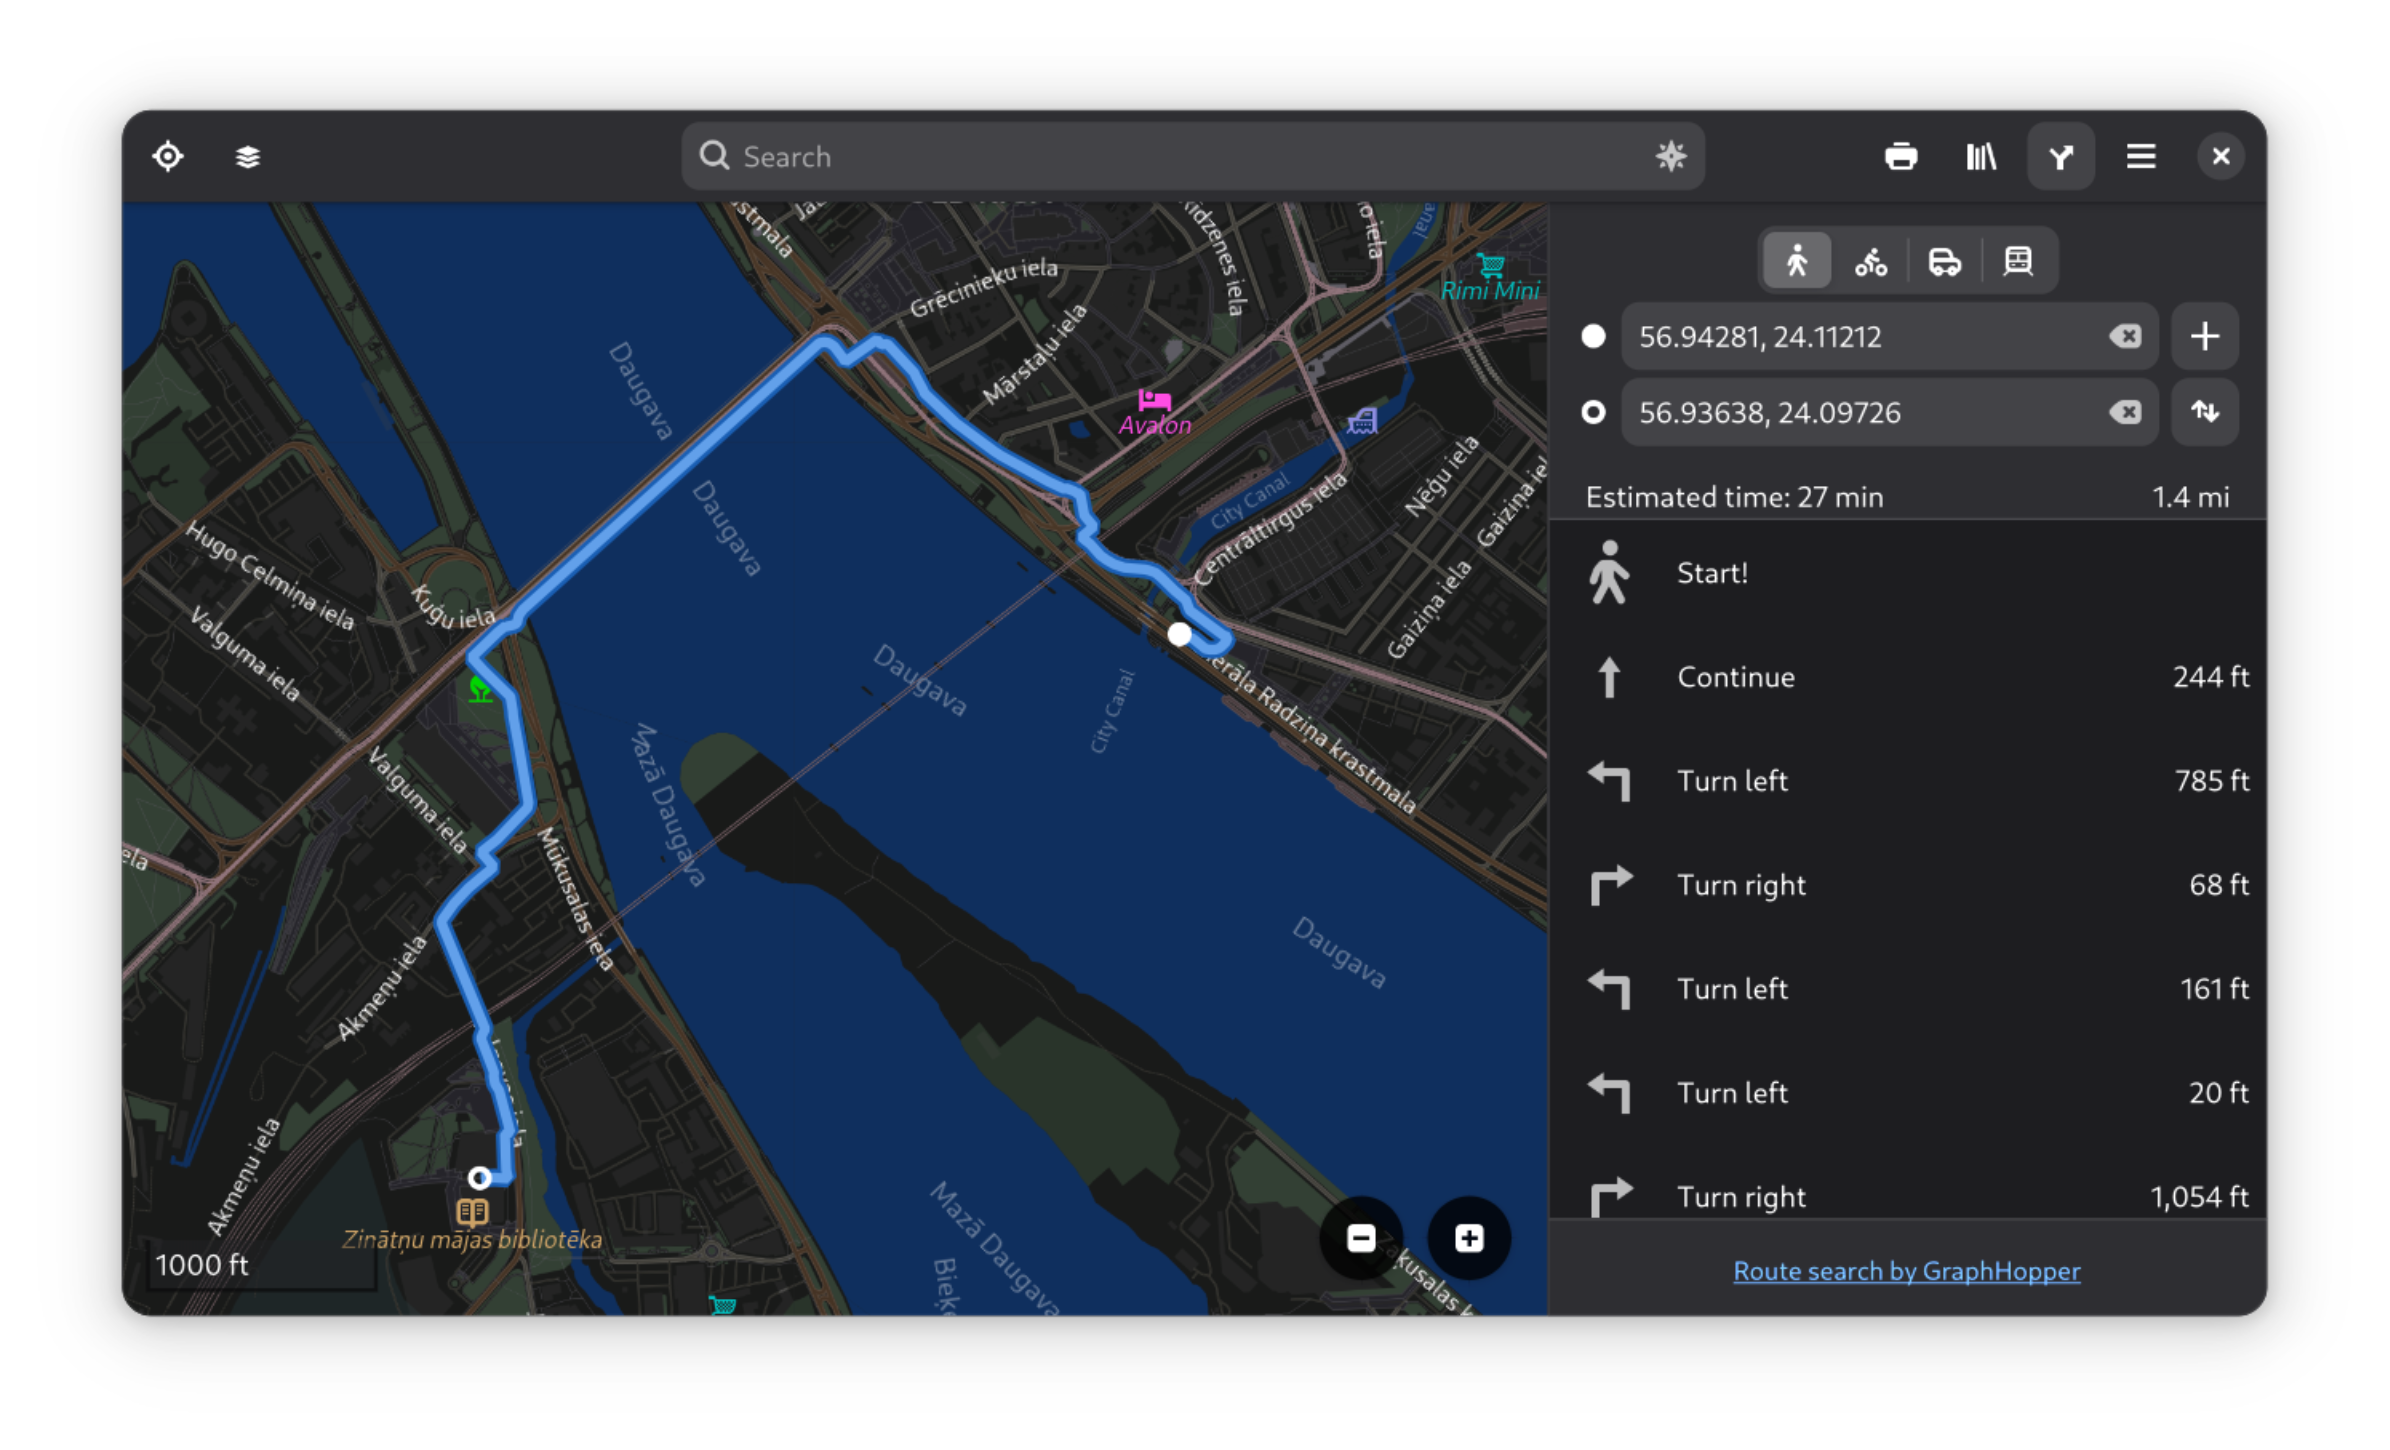 Search
56.94281, 24.11212
56.93638, 24.09726
Estimated time: 27 min 1.4 mi
Start!
Continue 244 ft
Turn left 785 ft
Turn right 68 ft
Turn left 161 ft
Turn left 20 ft
Turn right 1,054 ft
Route search by GraphHopper
Grēcinieku iela
Mārstaļu iela
Rimi Mini
Avalon
Daugava
Daugava
City Canal
Centrāltirgus iela
Nēģu iela
Gaiziņa iela
Hugo Celmiņa iela
Kuģu iela
Valguma iela
Daugava
City Canal
Radziņa krastmala
Mazā Daugava
Valguma iela
Mūkusalas iela
Akmeņu iela
Daugava
Akmeņu iela
Zinātņu mājas bibliotēka
Mazā Daugava
1000 ft